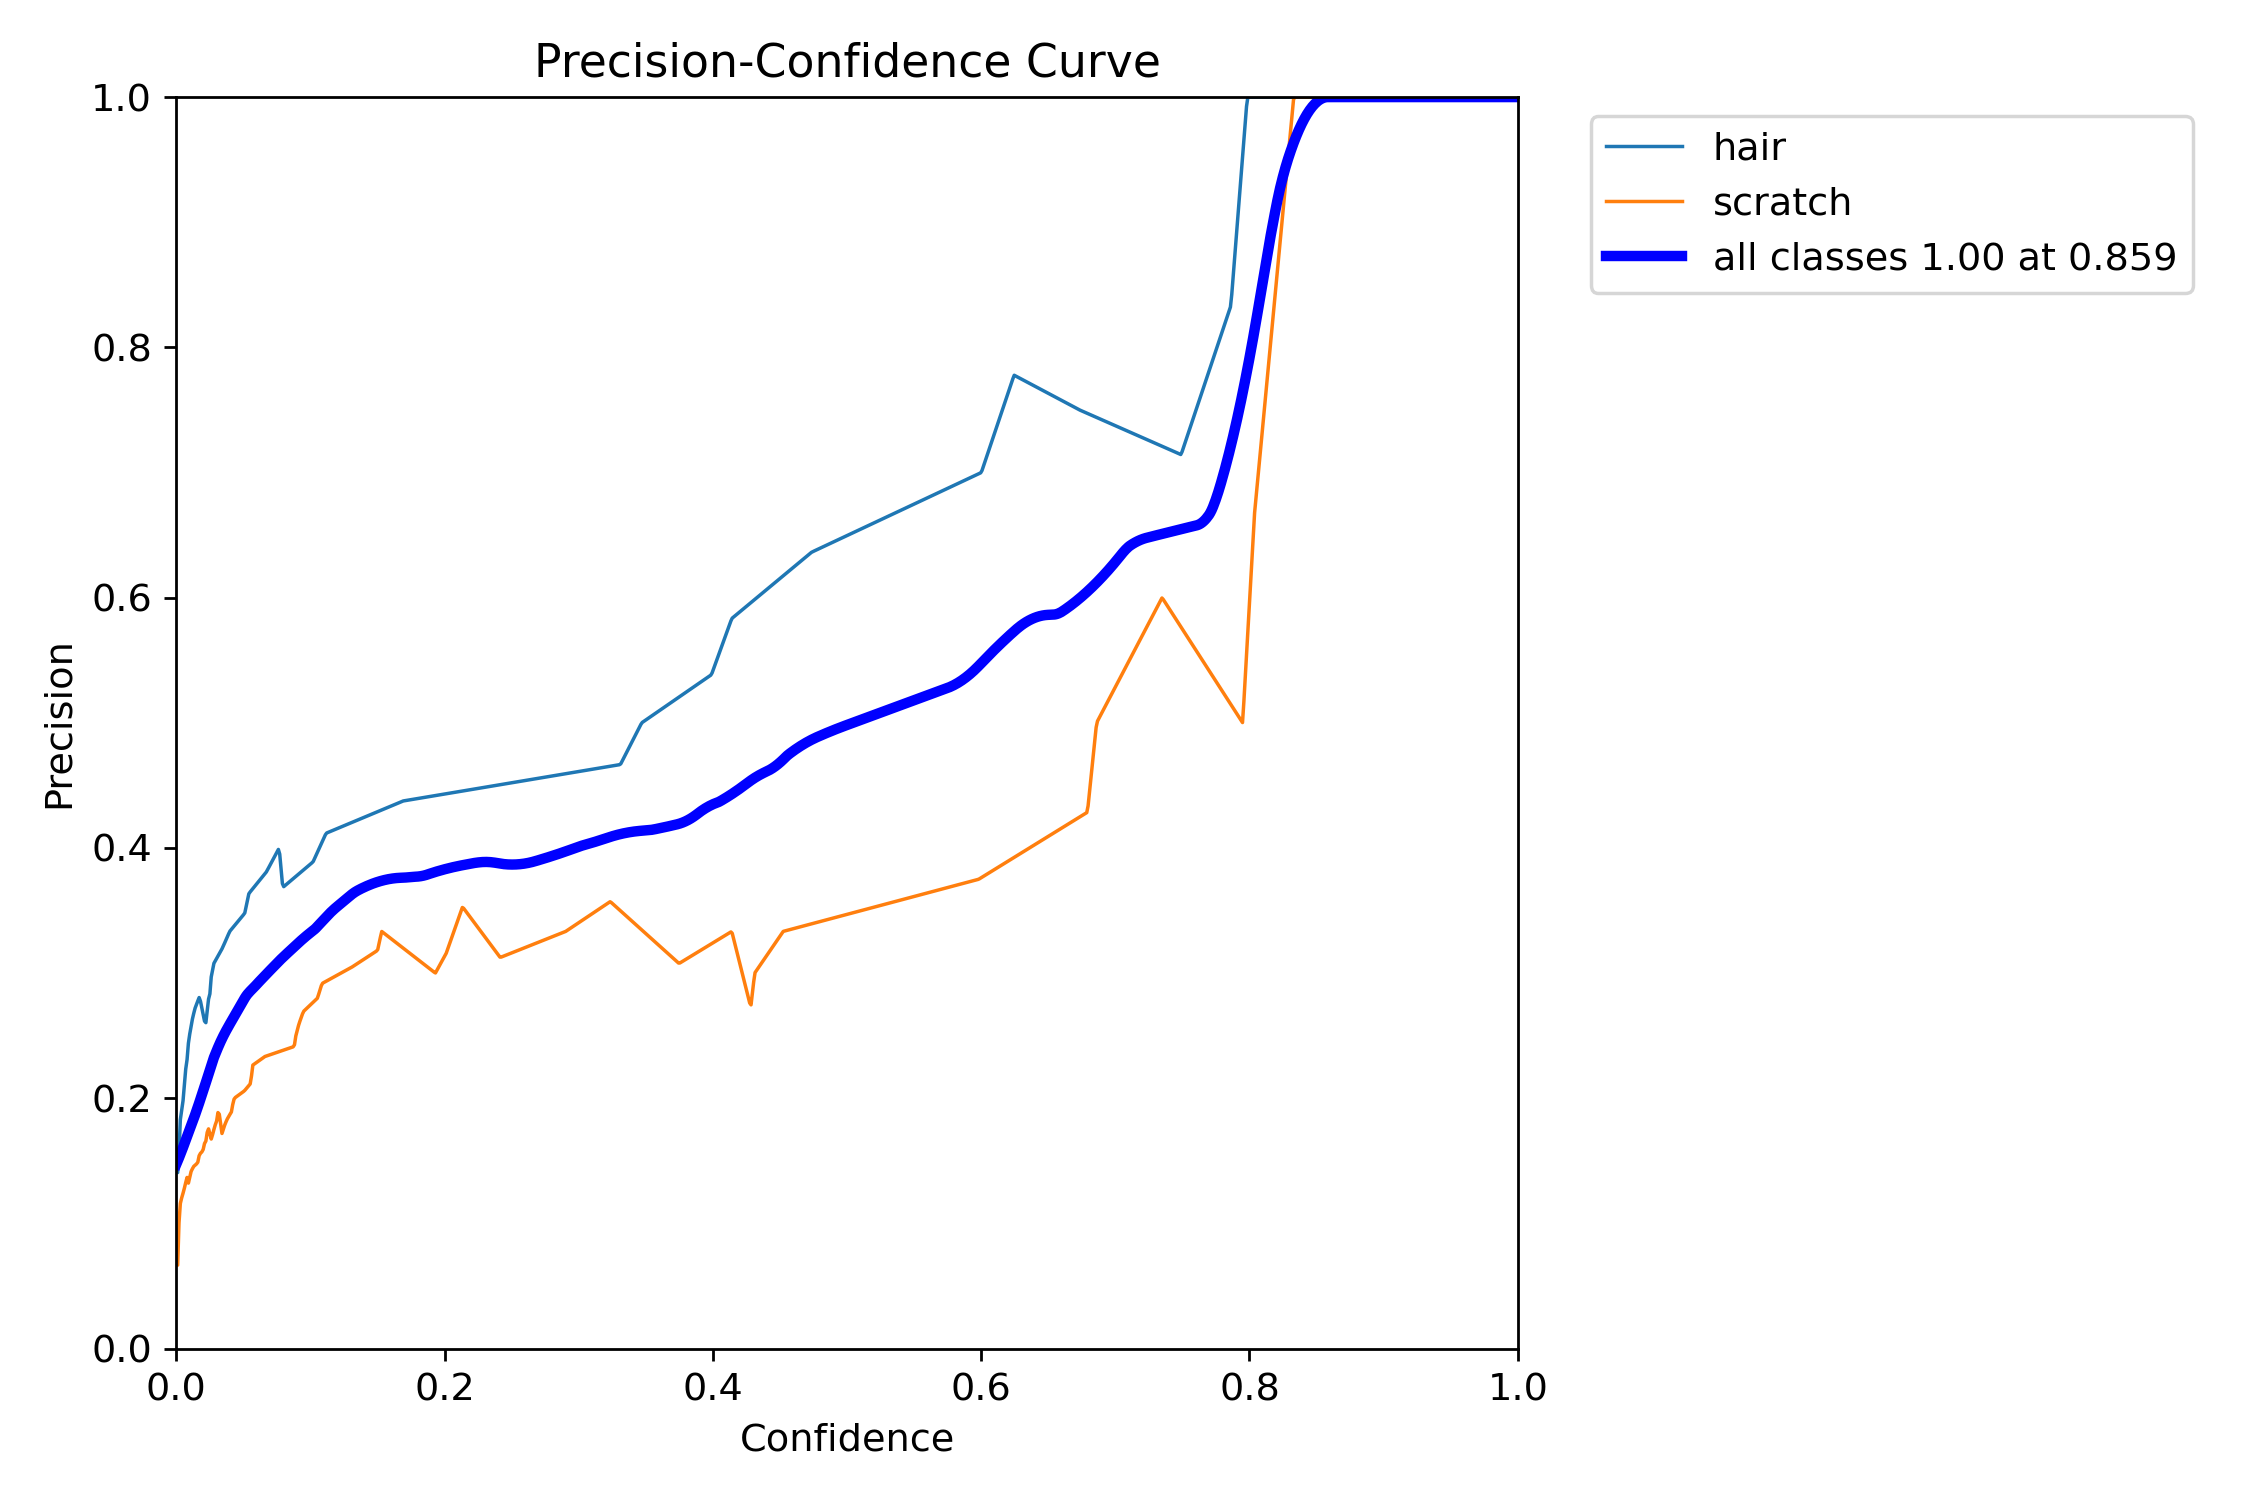 Precision-Confidence Curve
1.0
0.8
0.6
0.4
0.2
0.0
Precision
0.0 0.2 0.4 0.6 0.8 1.0
Confidence
hair
scratch
all classes 1.00 at 0.859